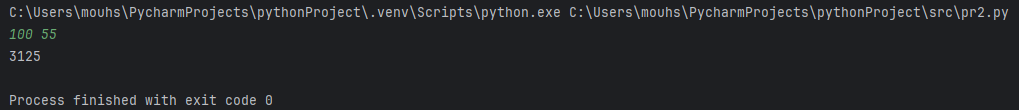 C:\Users\mouhs\PycharmProjects\pythonProject\.venv\Scripts\python.exe C:\Users\mouhs\PycharmProjects\pythonProject\src\pr2.py
100 55
3125
Process finished with exit code 0